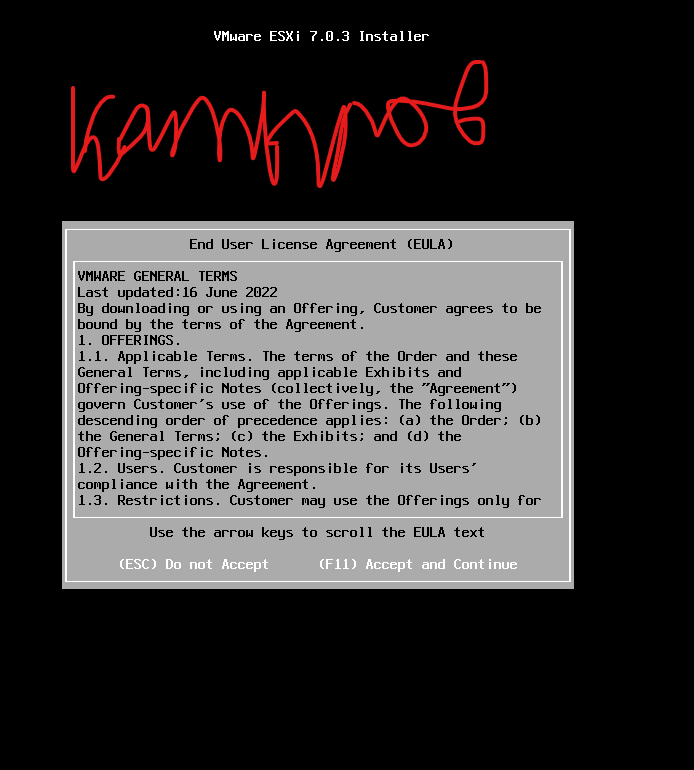 VMware ESXi 7.0.3 Installer
End User License Agreement (EULA)
VMWARE GENERAL TERMS
Last updated:16 June 2022
By downloading or using an Offering, Customer agrees to be
bound by the terms of the Agreement.
1. OFFERINGS.
1.1. Applicable Terms. The terms of the Order and these
General Terms, including applicable Exhibits and
Offering-specific Notes (collectively, the "Agreement")
govern Customer's use of the Offerings. The following
descending order of precedence applies: (a) the Order; (b)
the General Terms; (c) the Exhibits; and (d) the
Offering-specific Notes.
1.2. Users. Customer is responsible for its Users'
compliance with the Agreement.
1.3. Restrictions. Customer may use the Offerings only for
Use the arrow keys to scroll the EULA text
(ESC) Do not Accept (F11) Accept and Continue